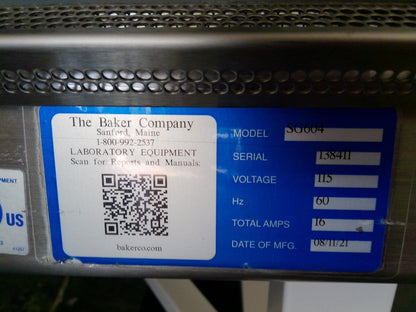 The Baker Company
Sanford, Maine
1-800-992-2537
LABORATORY EQUIPMENT
Scan for Reports and Manuals:
bakerco.com
MODEL SG604
SERIAL 138411
VOLTAGE 115
Hz 60
TOTAL AMPS 16
DATE OF MFG. 08/11/21
US